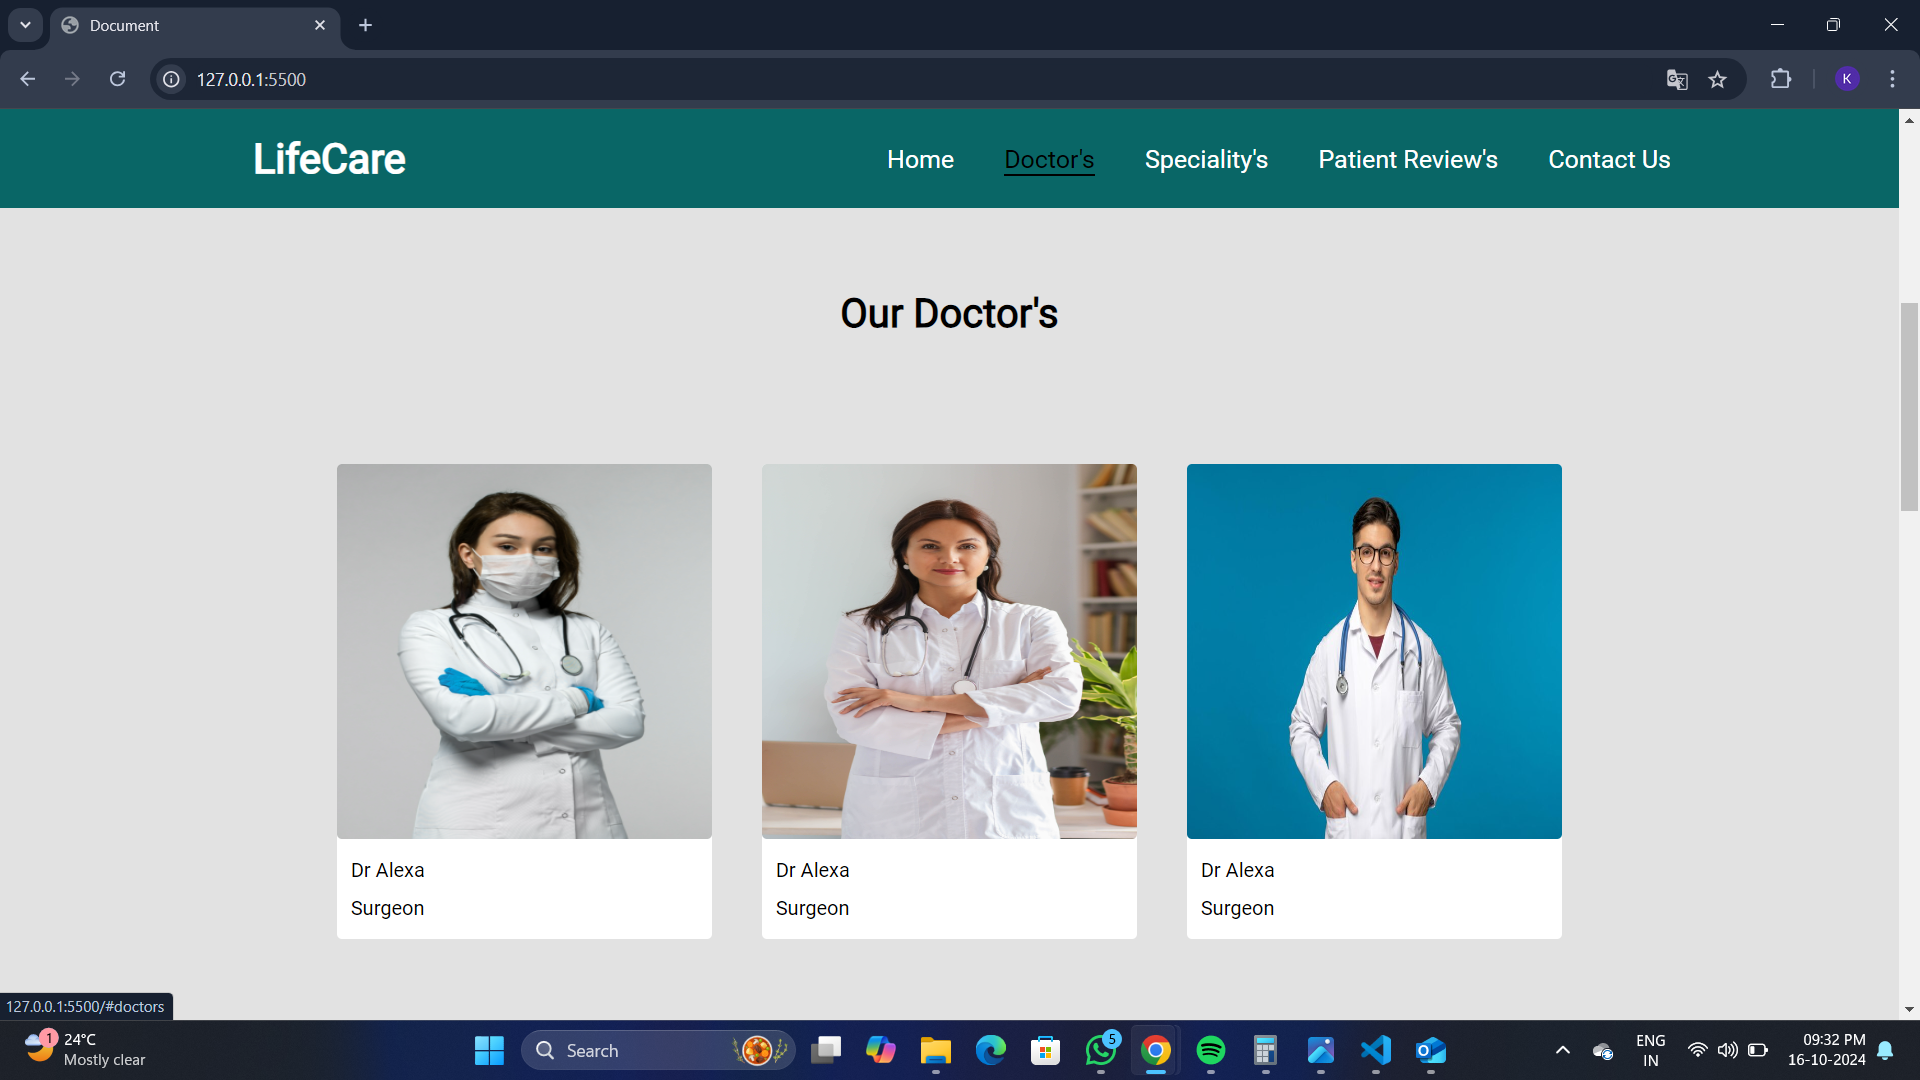 Document
127.0.0.1:5500
K
LifeCare
Home
Doctor's
Speciality's
Patient Review's
Contact Us
Our Doctor's
Dr Alexa
Surgeon
Dr Alexa
Surgeon
Dr Alexa
Surgeon
127.0.0.1:5500/#doctors
1
24°C
Mostly clear
Search
5
ENG
IN
09:32 PM
16-10-2024